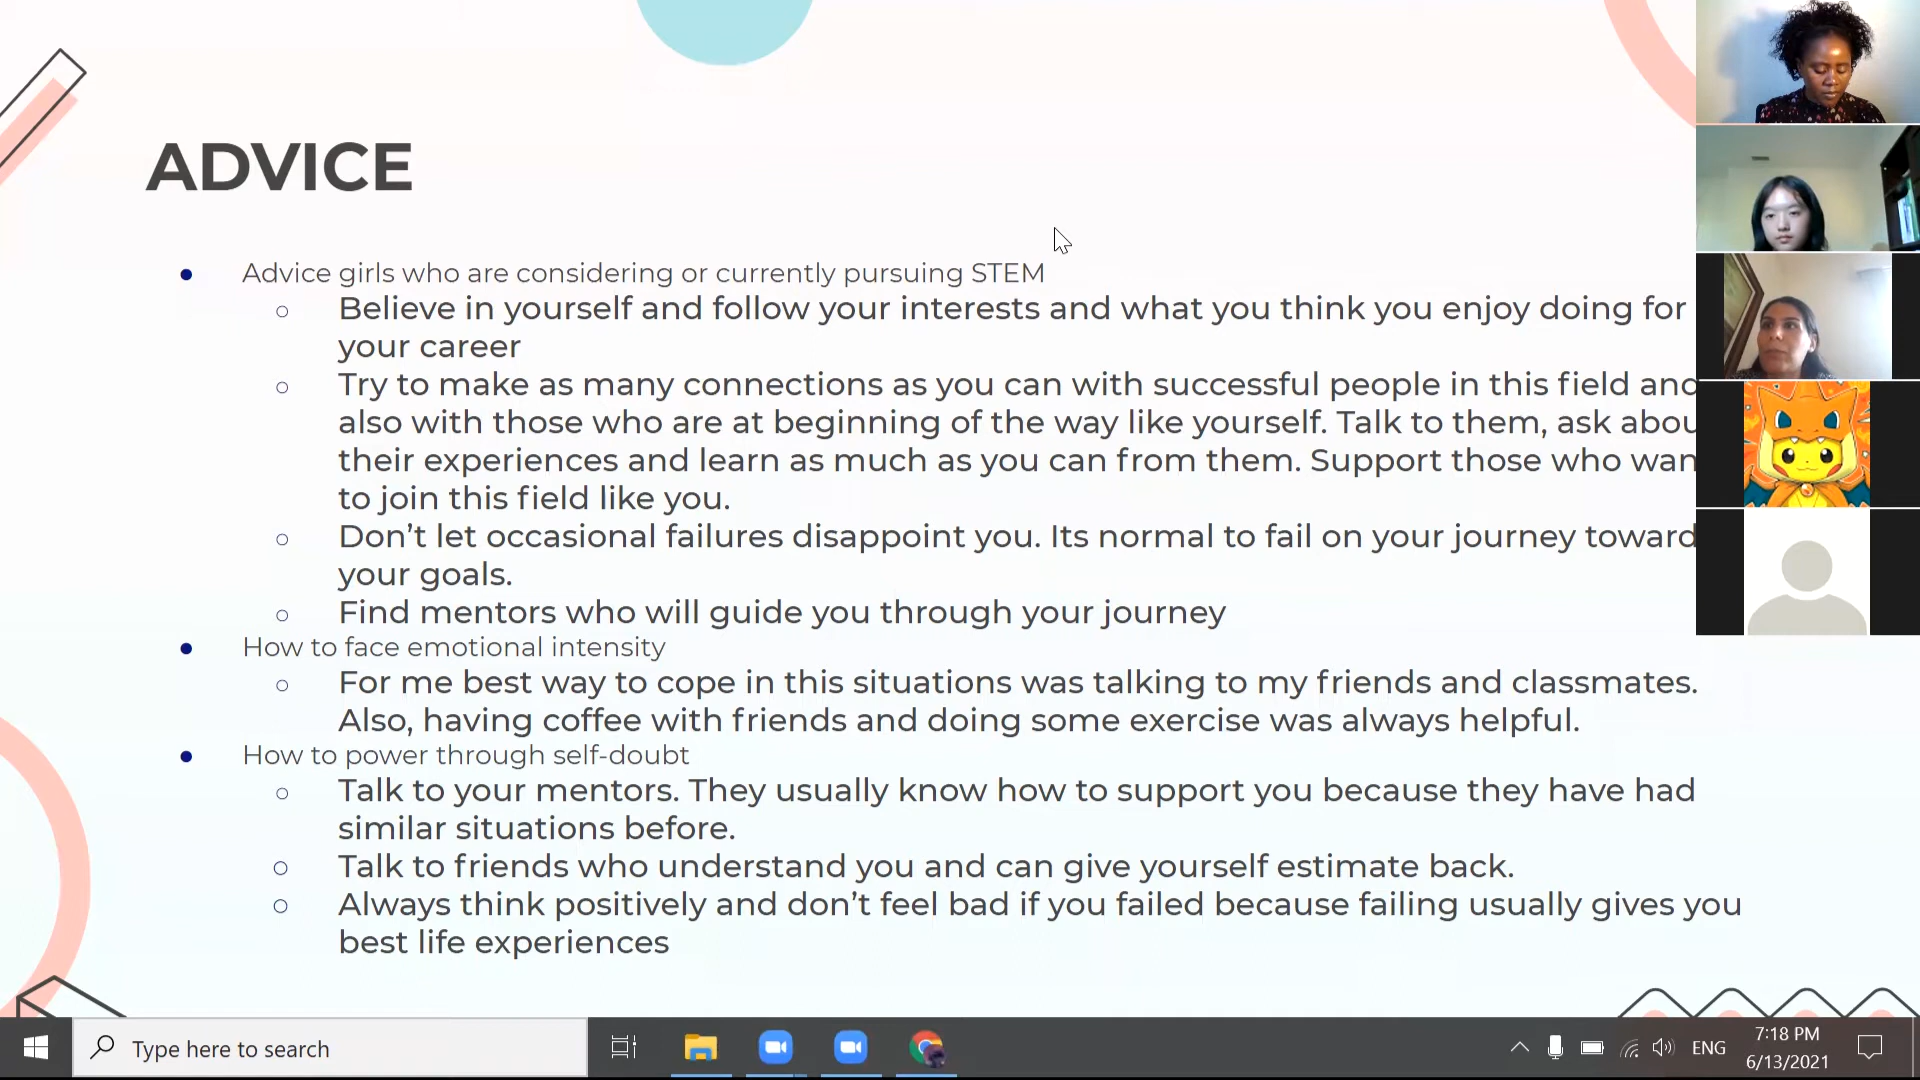 ADVICE
Advice girls who are considering or currently pursuing STEM
Believe in yourself and follow your interests and what you think you enjoy doing for
your career
Try to make as many connections as you can with successful people in this field and
also with those who are at beginning of the way like yourself. Talk to them, ask abou
their experiences and learn as much as you can from them. Support those who wan
to join this field like you.
Don’t let occasional failures disappoint you. Its normal to fail on your journey toward
your goals.
Find mentors who will guide you through your journey
How to face emotional intensity
For me best way to cope in this situations was talking to my friends and classmates.
Also, having coffee with friends and doing some exercise was always helpful.
How to power through self-doubt
Talk to your mentors. They usually know how to support you because they have had
similar situations before.
Talk to friends who understand you and can give yourself estimate back.
Always think positively and don’t feel bad if you failed because failing usually gives you
best life experiences
Type here to search
ENG
7:18 PM
6/13/2021